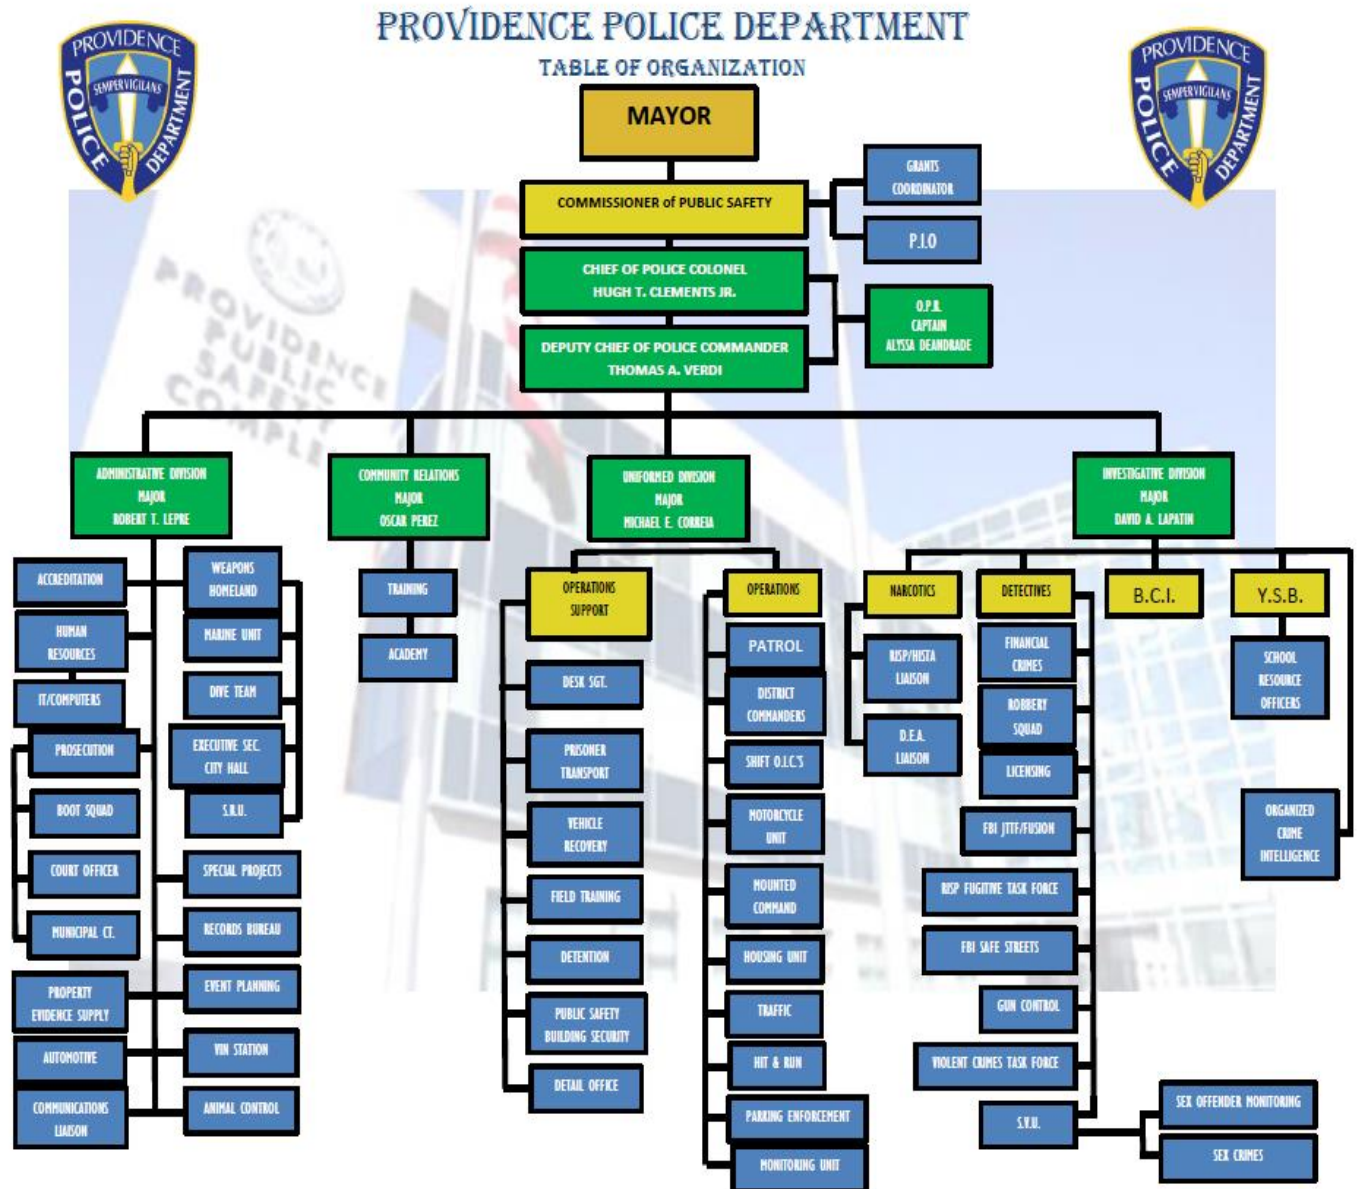 PROVIDENCE POLICE DEPARTMENT
TABLE OF ORGANIZATION
PROVIDENCE
POLICE
DEPARTMENT
SEMPER VIGILANS
PROVIDENCE
POLICE
DEPARTMENT
SEMPER VIGILANS
PROVIDENCE
PUBLIC
SAFETY
COMPLE
MAYOR
COMMISSIONER of PUBLIC SAFETY
GRANTS
COORDINATOR
P.I.O
CHIEF OF POLICE COLONEL
HUGH T. CLEMENTS JR.
DEPUTY CHIEF OF POLICE COMMANDER
THOMAS A. VERDI
O.P.R.
CAPTAIN
ALYSSA DEANDRADE
ADMINISTRATIVE DIVISION
MAJOR
ROBERT T. LEPRE
COMMUNITY RELATIONS
MAJOR
OSCAR PEREZ
UNIFORMED DIVISION
MAJOR
MICHAEL E. CORREIA
INVESTIGATIVE DIVISION
MAJOR
DAVID A. LAPATIN
ACCREDITATION
HUMAN
RESOURCES
IT/COMPUTERS
PROSECUTION
BOOT SQUAD
COURT OFFICER
MUNICIPAL CT.
PROPERTY
EVIDENCE SUPPLY
AUTOMOTIVE
COMMUNICATIONS
LIAISON
WEAPONS
HOMELAND
MARINE UNIT
DIVE TEAM
EXECUTIVE SEC.
CITY HALL
S.R.U.
SPECIAL PROJECTS
RECORDS BUREAU
EVENT PLANNING
VIN STATION
ANIMAL CONTROL
TRAINING
ACADEMY
OPERATIONS
SUPPORT
DESK SGT.
PRISONER
TRANSPORT
VEHICLE
RECOVERY
FIELD TRAINING
DETENTION
PUBLIC SAFETY
BUILDING SECURITY
DETAIL OFFICE
OPERATIONS
PATROL
DISTRICT
COMMANDERS
SHIFT O.I.C.'S
MOTORCYCLE
UNIT
MOUNTED
COMMAND
HOUSING UNIT
TRAFFIC
HIT & RUN
PARKING ENFORCEMENT
MONITORING UNIT
NARCOTICS
RISP/HISTA
LIAISON
D.E.A.
LIAISON
DETECTIVES
FINANCIAL
CRIMES
ROBBERY
SQUAD
LICENSING
FBI JTTF/FUSION
RISP FUGITIVE TASK FORCE
FBI SAFE STREETS
GUN CONTROL
VIOLENT CRIMES TASK FORCE
S.V.U.
SEX OFFENDER MONITORING
SEX CRIMES
B.C.I.
Y.S.B.
SCHOOL
RESOURCE
OFFICERS
ORGANIZED
CRIME
INTELLIGENCE